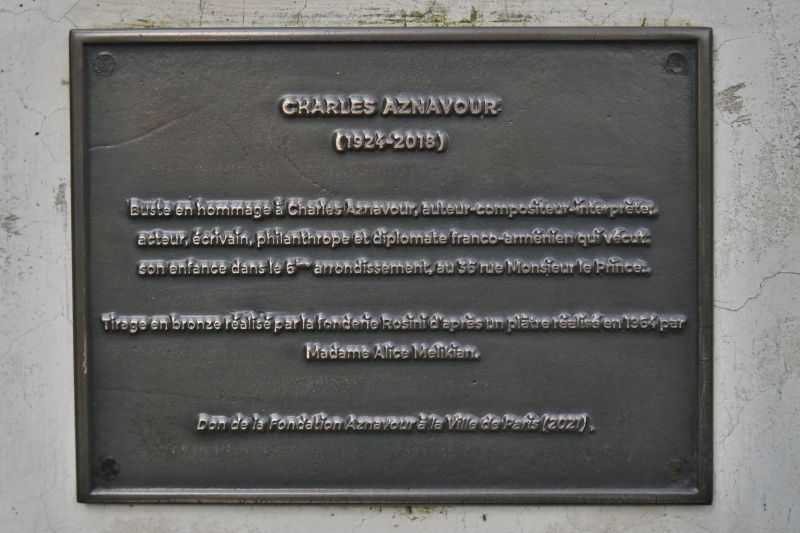 CHARLES AZNAVOUR
(1924-2018)
Buste en hommage à Charles Aznavour, auteur-compositeur-interprète,
acteur, écrivain, philanthrope et diplomate franco-arménien qui vécut
son enfance dans le 6ème arrondissement, au 36 rue Monsieur le Prince.
Tirage en bronze réalisé par la fonderie Rosini d'après un plâtre réalisé en 1964 par
Madame Alice Melikian.
Don de la Fondation Aznavour à la Ville de Paris (2021).